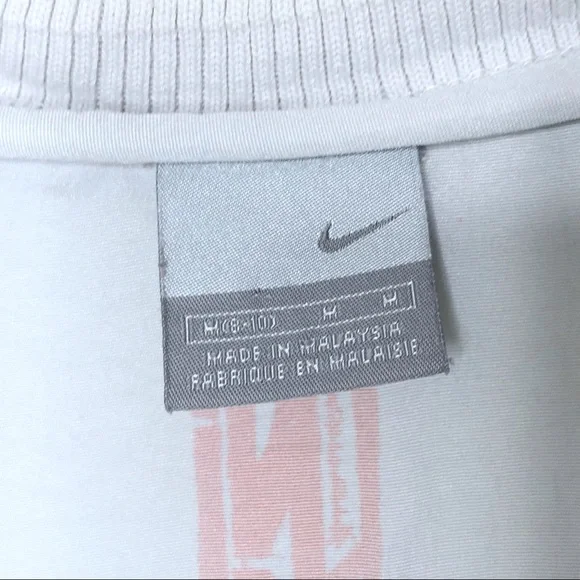 M(8-10) M M
MADE IN MALAYSIA
FABRIQUE EN MALAISIE